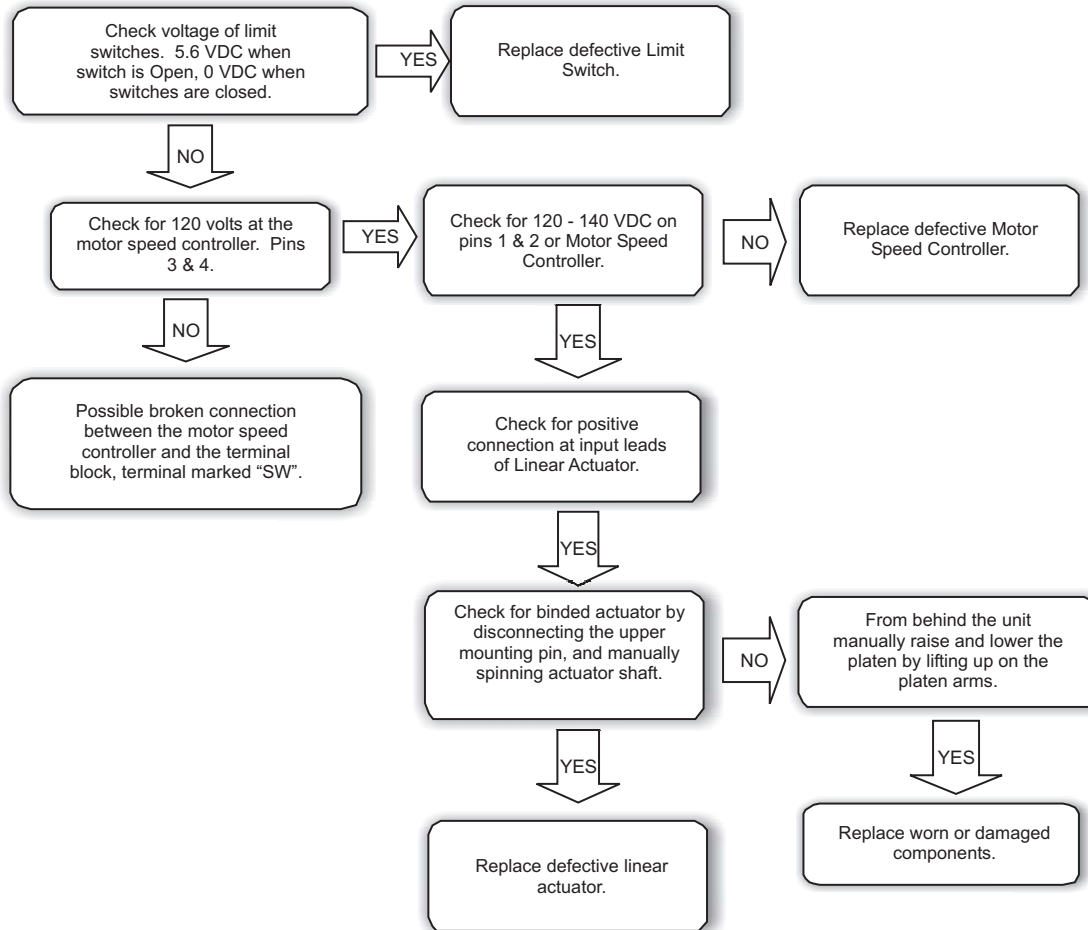 Check voltage of limit
switches.  5.6 VDC when
switch is Open, 0 VDC when
switches are closed.
YES
Replace defective Limit
Switch.
NO
Check for 120 volts at the
motor speed controller.  Pins
3 & 4.
YES
Check for 120 - 140 VDC on
pins 1 & 2 or Motor Speed
Controller.
NO
Replace defective Motor
Speed Controller.
NO
YES
Possible broken connection
between the motor speed
controller and the terminal
block, terminal marked “SW”.
Check for positive
connection at input leads
of Linear Actuator.
YES
Check for binded actuator by
disconnecting the upper
mounting pin, and manually
spinning actuator shaft.
NO
From behind the unit
manually raise and lower the
platen by lifting up on the
platen arms.
YES
YES
Replace defective linear
actuator.
Replace worn or damaged
components.